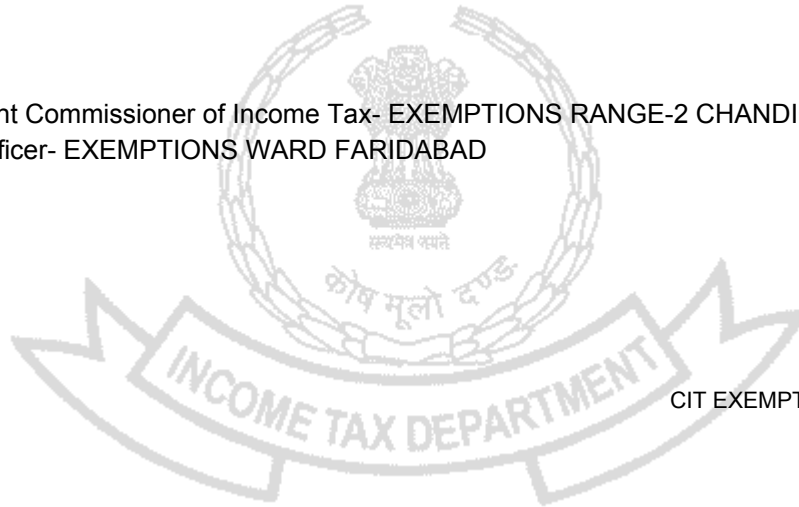 nt Commissioner of Income Tax- EXEMPTIONS RANGE-2 CHANDI
ficer- EXEMPTIONS WARD FARIDABAD
सत्यमेव जयते
कोष मूलो दण्डः
INCOME TAX DEPARTMENT
CIT EXEMPT